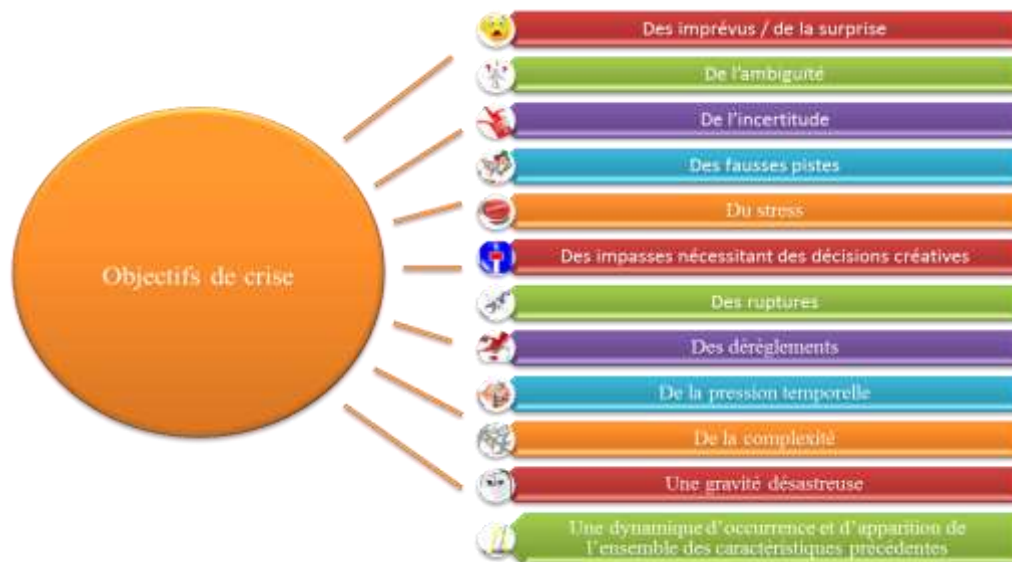 Des imprévus / de la surprise
De l'ambiguité
De l'incertitude
Des fausses pistes
Du stress
Objectifs de crise
Des impasses nécessitant des décisions créatives
Des ruptures
Des dérèglements
De la pression temporelle
De la complexité
Une gravité désastreuse
Une dynamique d'occurrence et d'apparition de
l'ensemble des caractéristiques précédentes